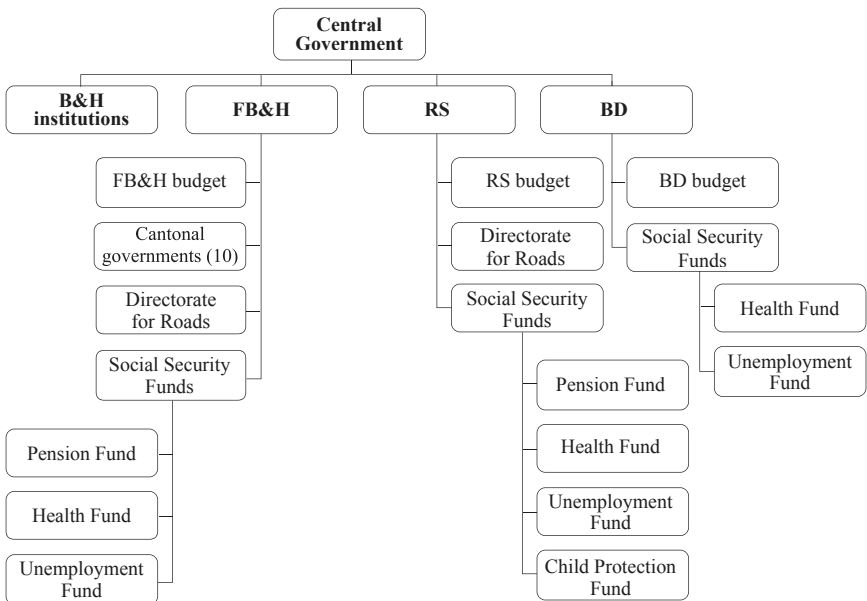 Central
Government
B&H
institutions
FB&H
RS
BD
FB&H budget
Cantonal
governments (10)
Directorate
for Roads
Social Security
Funds
Pension Fund
Health Fund
Unemployment
Fund
RS budget
Directorate
for Roads
Social Security
Funds
Pension Fund
Health Fund
Unemployment
Fund
Child Protection
Fund
BD budget
Social Security
Funds
Health Fund
Unemployment
Fund